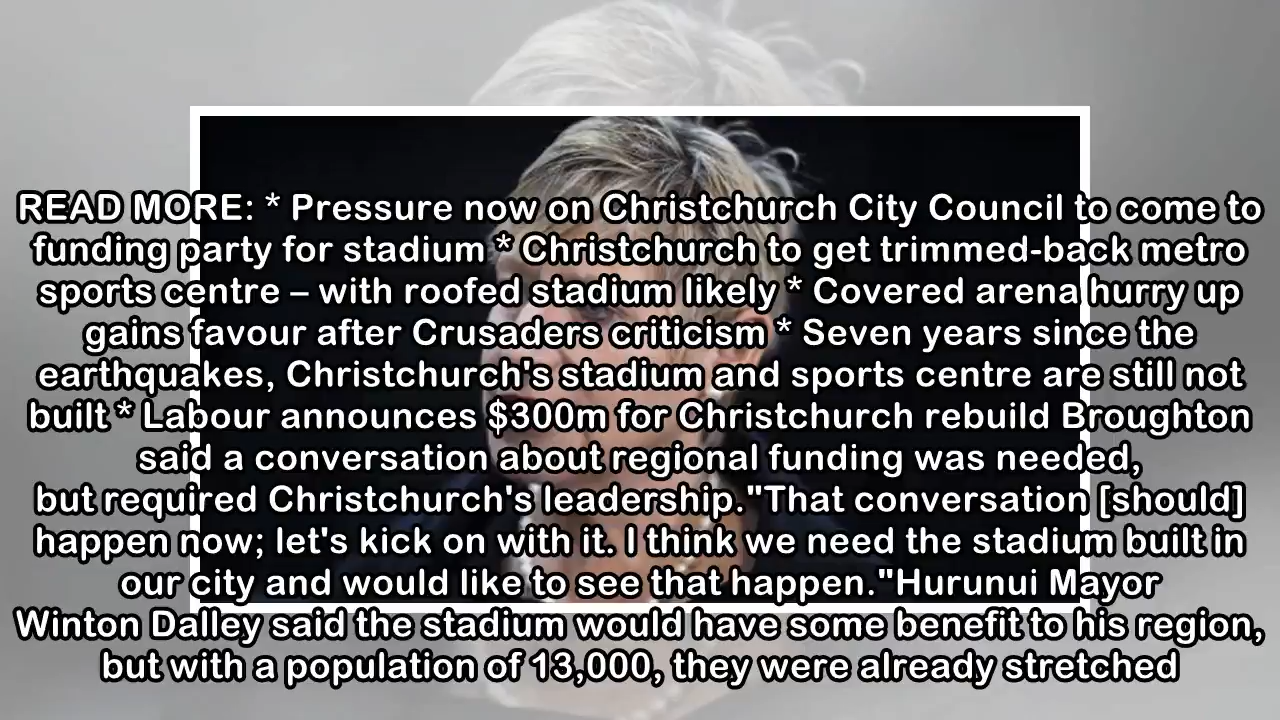 READ MORE: * Pressure now on Christchurch City Council to come to
funding party for stadium * Christchurch to get trimmed-back metro
sports centre – with roofed stadium likely * Covered arena hurry up
gains favour after Crusaders criticism * Seven years since the
earthquakes, Christchurch's stadium and sports centre are still not
built * Labour announces $300m for Christchurch rebuild Broughton
said a conversation about regional funding was needed,
but required Christchurch's leadership."That conversation [should]
happen now; let's kick on with it. I think we need the stadium built in
our city and would like to see that happen."Hurunui Mayor
Winton Dalley said the stadium would have some benefit to his region,
but with a population of 13,000, they were already stretched